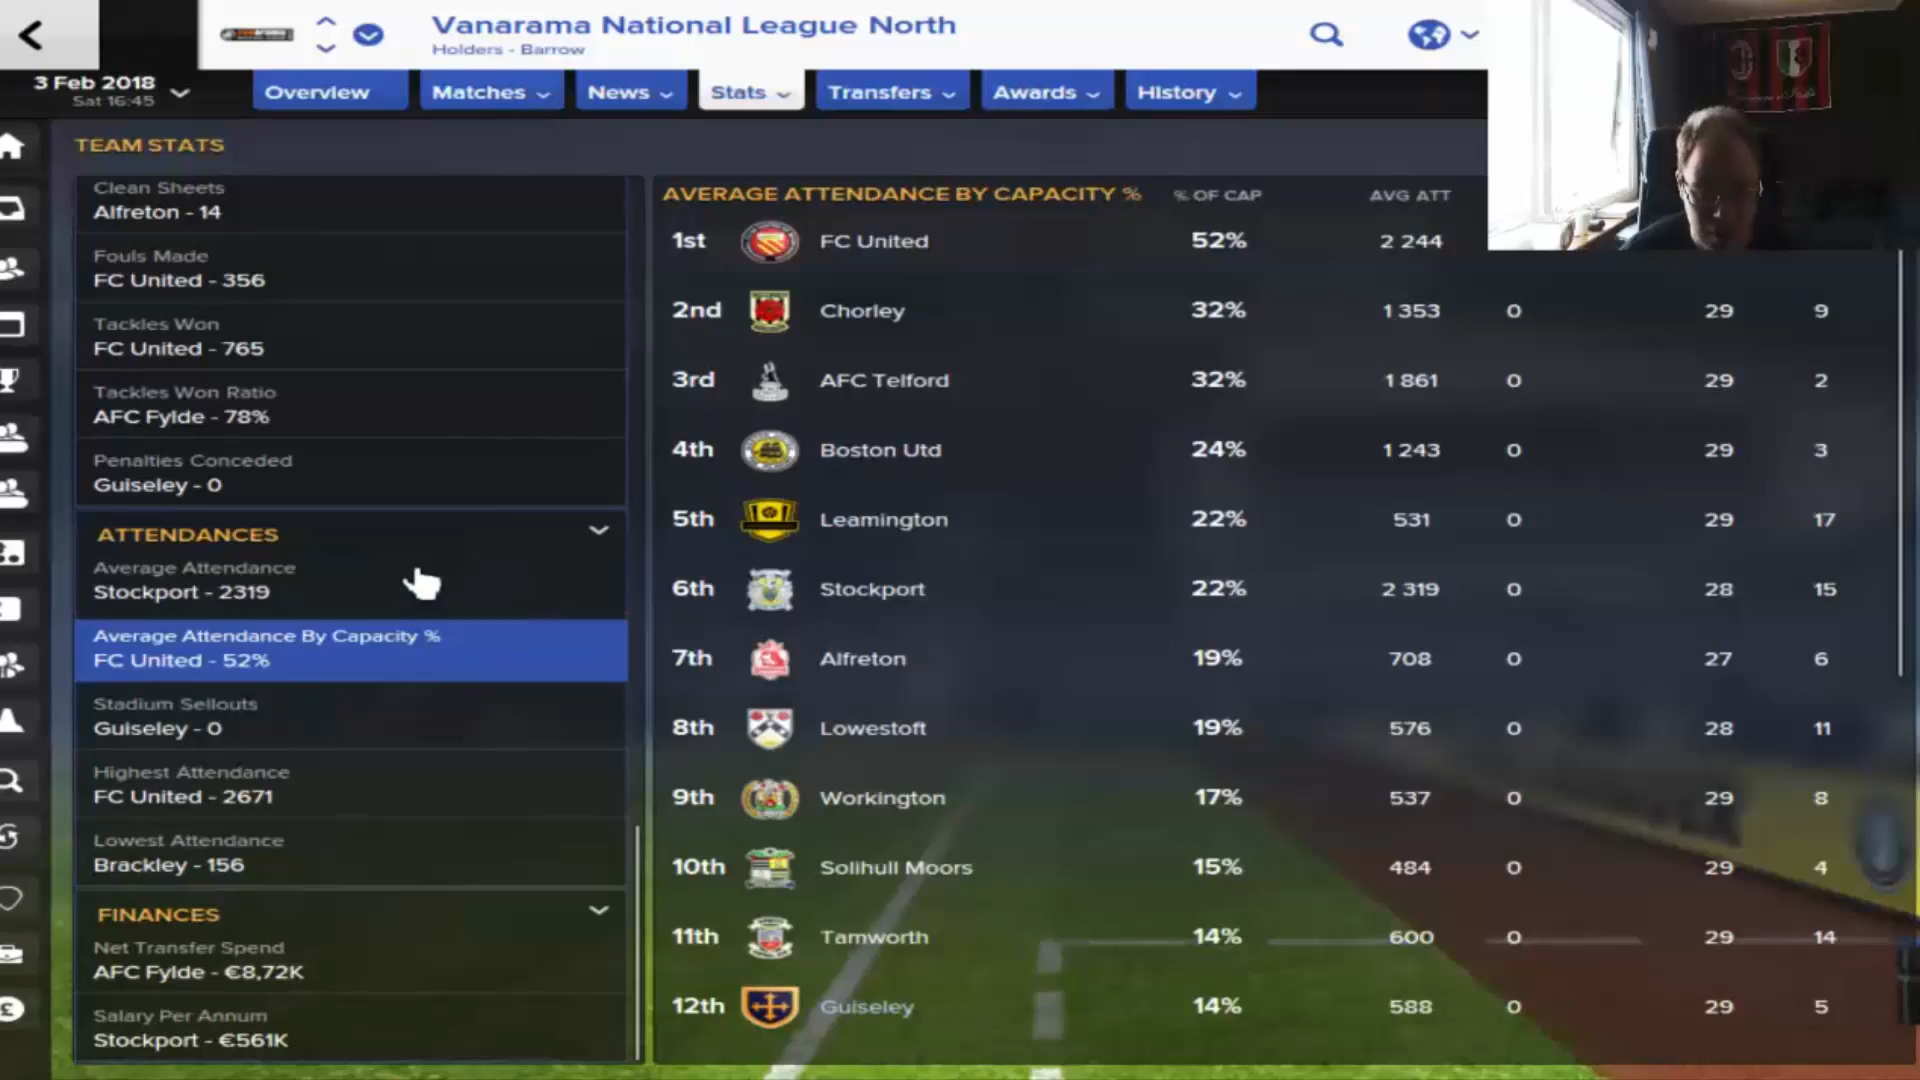 Vanarama National League North
Holders - Barrow
3 Feb 2018
Sat 16:45
Overview
Matches
News
Stats
Transfers
Awards
History
TEAM STATS
Clean Sheets
Alfreton - 14
Fouls Made
FC United - 356
Tackles Won
FC United - 765
Tackles Won Ratio
AFC Fylde - 78%
Penalties Conceded
Guiseley - 0
ATTENDANCES
Average Attendance
Stockport - 2319
Average Attendance By Capacity %
FC United - 52%
Stadium Sellouts
Guiseley - 0
Highest Attendance
FC United - 2671
Lowest Attendance
Brackley - 156
FINANCES
Net Transfer Spend
AFC Fylde - €8,72K
Salary Per Annum
Stockport - €561K
AVERAGE ATTENDANCE BY CAPACITY % % OF CAP AVG ATT
1st FC United 52% 2 244
2nd Chorley 32% 1 353 0 29 9
3rd AFC Telford 32% 1 861 0 29 2
4th Boston Utd 24% 1 243 0 29 3
5th Leamington 22% 531 0 29 17
6th Stockport 22% 2 319 0 28 15
7th Alfreton 19% 708 0 27 6
8th Lowestoft 19% 576 0 28 11
9th Workington 17% 537 0 29 8
10th Solihull Moors 15% 484 0 29 4
11th Tamworth 14% 600 0 29 14
12th Guiseley 14% 588 0 29 5